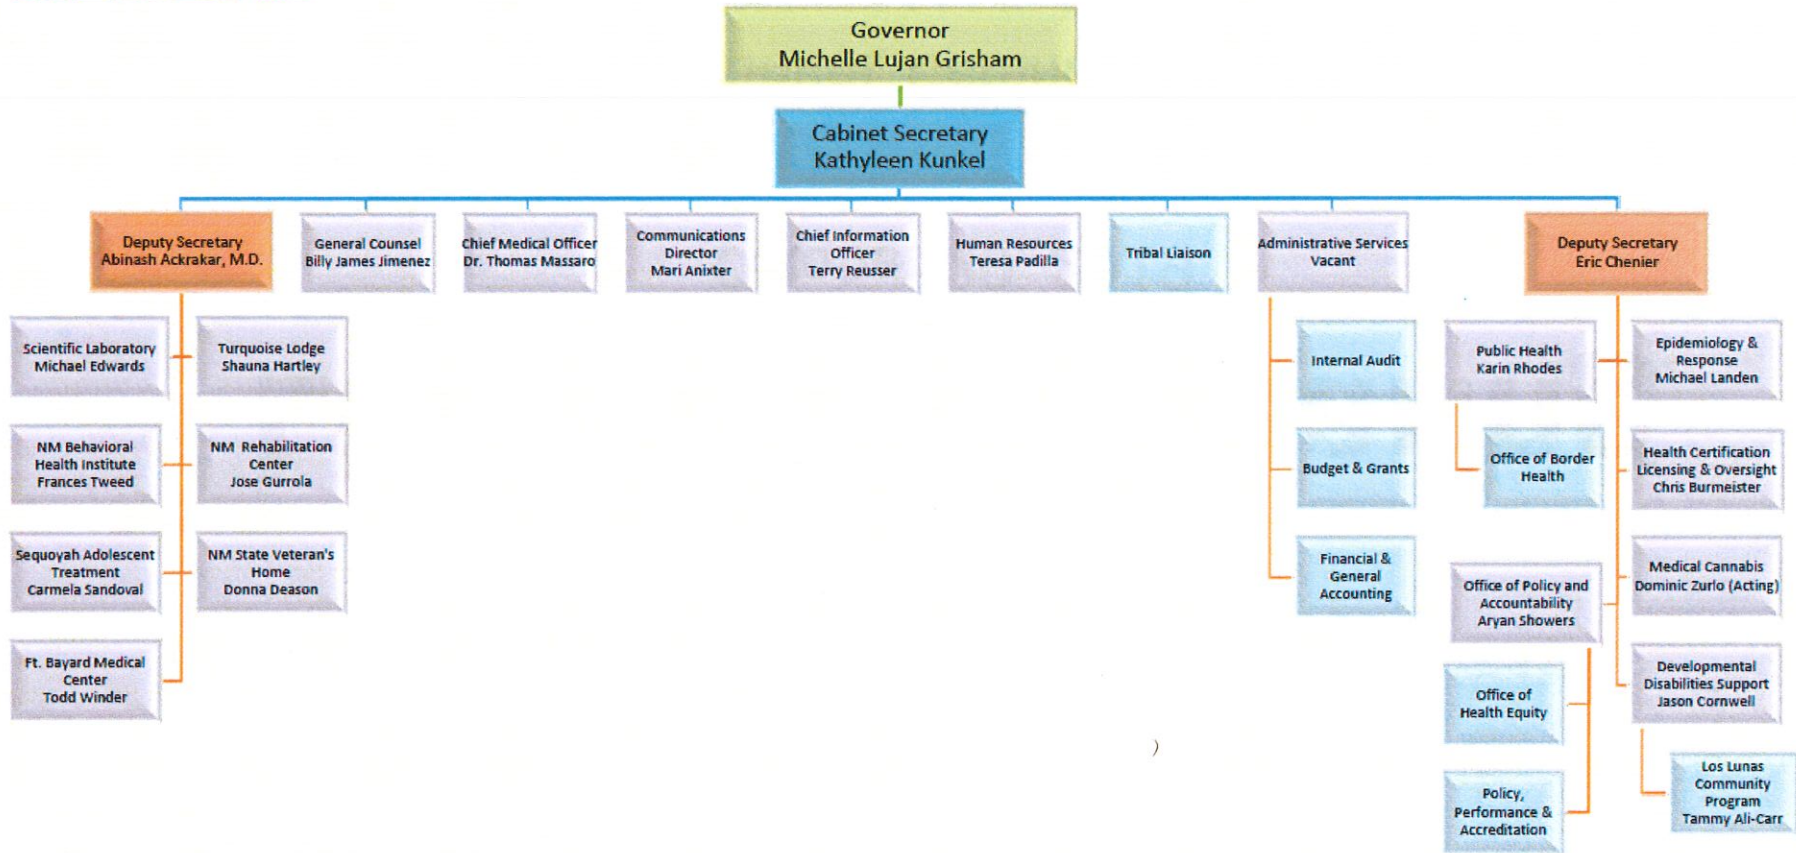 Governor
Michelle Lujan Grisham
Cabinet Secretary
Kathyleen Kunkel
Deputy Secretary
Abinash Ackrakar, M.D.
General Counsel
Billy James Jimenez
Chief Medical Officer
Dr. Thomas Massaro
Communications
Director
Mari Anixter
Chief Information
Officer
Terry Reusser
Human Resources
Teresa Padilla
Tribal Liaison
Administrative Services
Vacant
Deputy Secretary
Eric Chenier
Scientific Laboratory
Michael Edwards
Turquoise Lodge
Shauna Hartley
NM Behavioral
Health Institute
Frances Tweed
NM Rehabilitation
Center
Jose Gurrola
Sequoyah Adolescent
Treatment
Carmela Sandoval
NM State Veteran's
Home
Donna Deason
Ft. Bayard Medical
Center
Todd Winder
Internal Audit
Budget & Grants
Financial &
General
Accounting
Public Health
Karin Rhodes
Office of Border
Health
Office of Policy and
Accountability
Aryan Showers
Office of
Health Equity
Policy,
Performance &
Accreditation
Epidemiology &
Response
Michael Landen
Health Certification
Licensing & Oversight
Chris Burmeister
Medical Cannabis
Dominic Zurlo (Acting)
Developmental
Disabilities Support
Jason Cornwell
Los Lunas
Community
Program
Tammy Ali-Carr
)